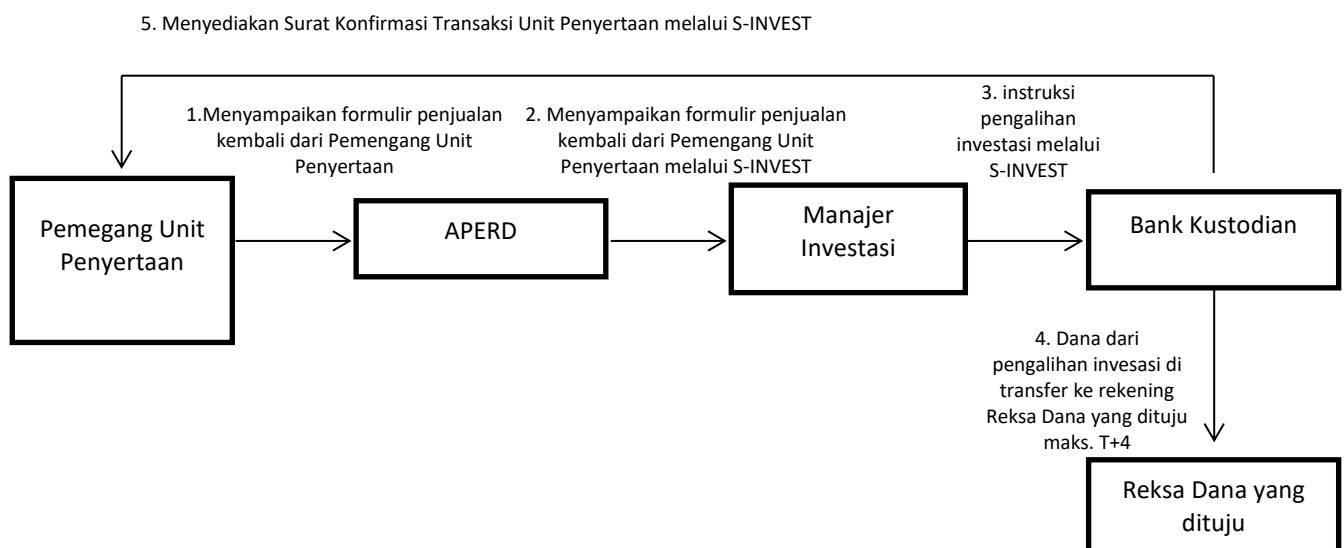 5. Menyediakan Surat Konfirmasi Transaksi Unit Penyertaan melalui S-INVEST
1.Menyampaikan formulir penjualan
kembali dari Pemengang Unit
Penyertaan
2. Menyampaikan formulir penjualan
kembali dari Pemengang Unit
Penyertaan melalui S-INVEST
3. instruksi
pengalihan
investasi melalui
S-INVEST
Pemegang Unit
Penyertaan
APERD
Manajer
Investasi
Bank Kustodian
4. Dana dari
pengalihan invesasi di
transfer ke rekening
Reksa Dana yang dituju
maks. T+4
Reksa Dana yang
dituju